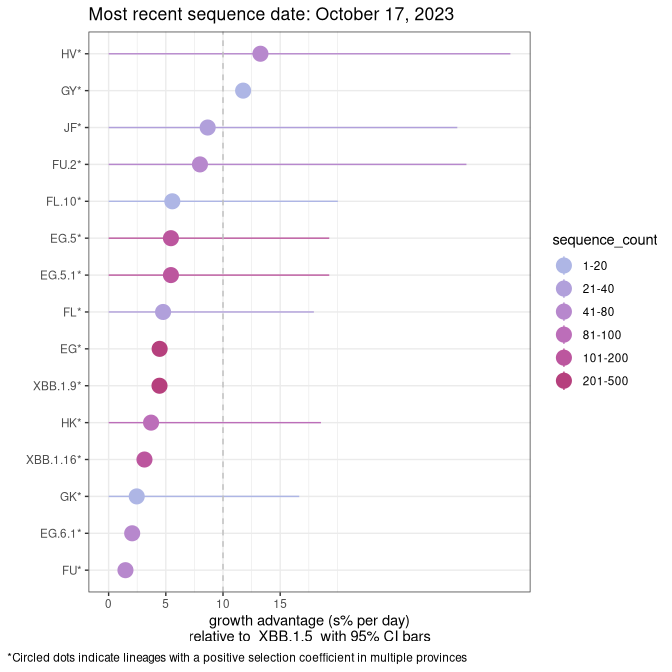 Most recent sequence date: October 17, 2023
HV*
GY*
JF*
FU.2*
FL.10*
EG.5*
EG.5.1*
FL*
EG*
XBB.1.9*
HK*
XBB.1.16*
GK*
EG.6.1*
FU*
0 5 10 15
growth advantage (s% per day)
relative to XBB.1.5 with 95% CI bars
sequence_count
1-20
21-40
41-80
81-100
101-200
201-500
*Circled dots indicate lineages with a positive selection coefficient in multiple provinces